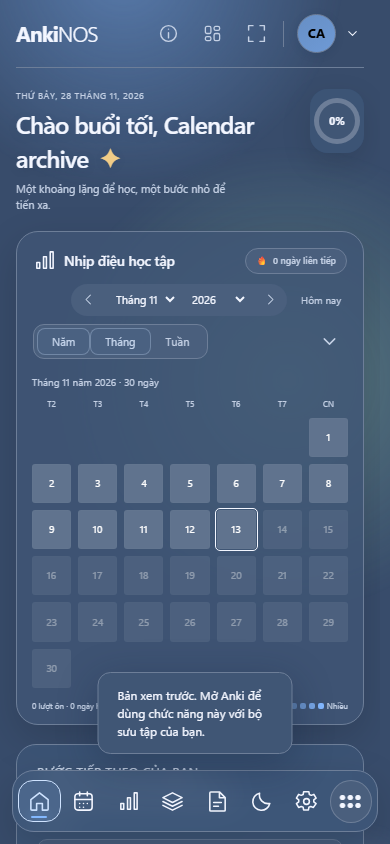 AnkiNOS
CA
THỨ BẢY, 28 THÁNG 11, 2026
Chào buổi tối, Calendar
archive
0%
Một khoảng lặng để học, một bước nhỏ để
tiến xa.
Nhịp điệu học tập
0 ngày liên tiếp
Tháng 11
2026
Hôm nay
Năm
Tháng
Tuần
Tháng 11 năm 2026 · 30 ngày
T2 T3 T4 T5 T6 T7 CN
1
2 3 4 5 6 7 8
9 10 11 12 13 14 15
16 17 18 19 20 21 22
23 24 25 26 27 28 29
30
Bản xem trước. Mở Anki để
dùng chức năng này với bộ
sưu tập của bạn.
0 lượt ôn · 0 ngày
Nhiều
BƯỚC TIẾP THEO CỦA BẠN